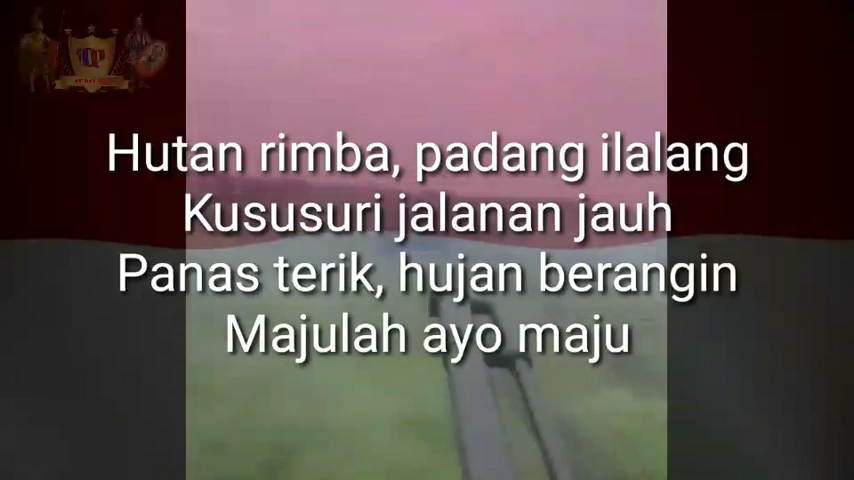 Hutan rimba, padang ilalang
Kususuri jalanan jauh
Panas terik, hujan berangin
Majulah ayo maju